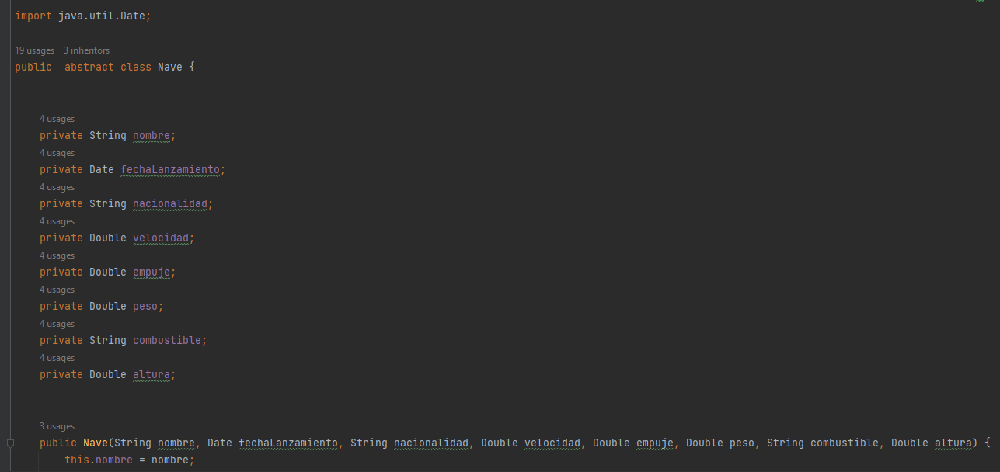 import java.util.Date;
19 usages   3 inheritors
public  abstract class Nave {
4 usages
private String nombre;
4 usages
private Date fechaLanzamiento;
4 usages
private String nacionalidad;
4 usages
private Double velocidad;
4 usages
private Double empuje;
4 usages
private Double peso;
4 usages
private String combustible;
4 usages
private Double altura;
3 usages
public Nave(String nombre, Date fechaLanzamiento, String nacionalidad, Double velocidad, Double empuje, Double peso, String combustible, Double altura) {
this.nombre = nombre;